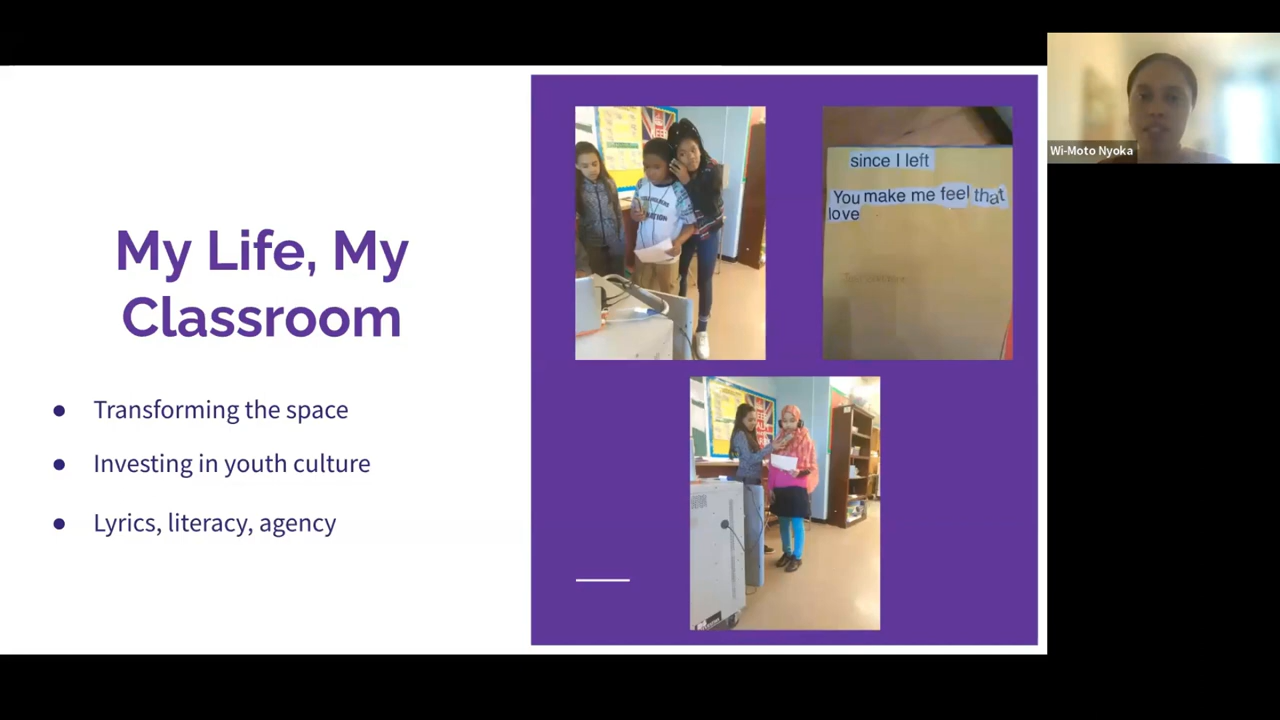 My Life, My
Classroom
● Transforming the space
● Investing in youth culture
● Lyrics, literacy, agency
since I left
You make me feel that
love
NATION
Wi-Moto Nyoka